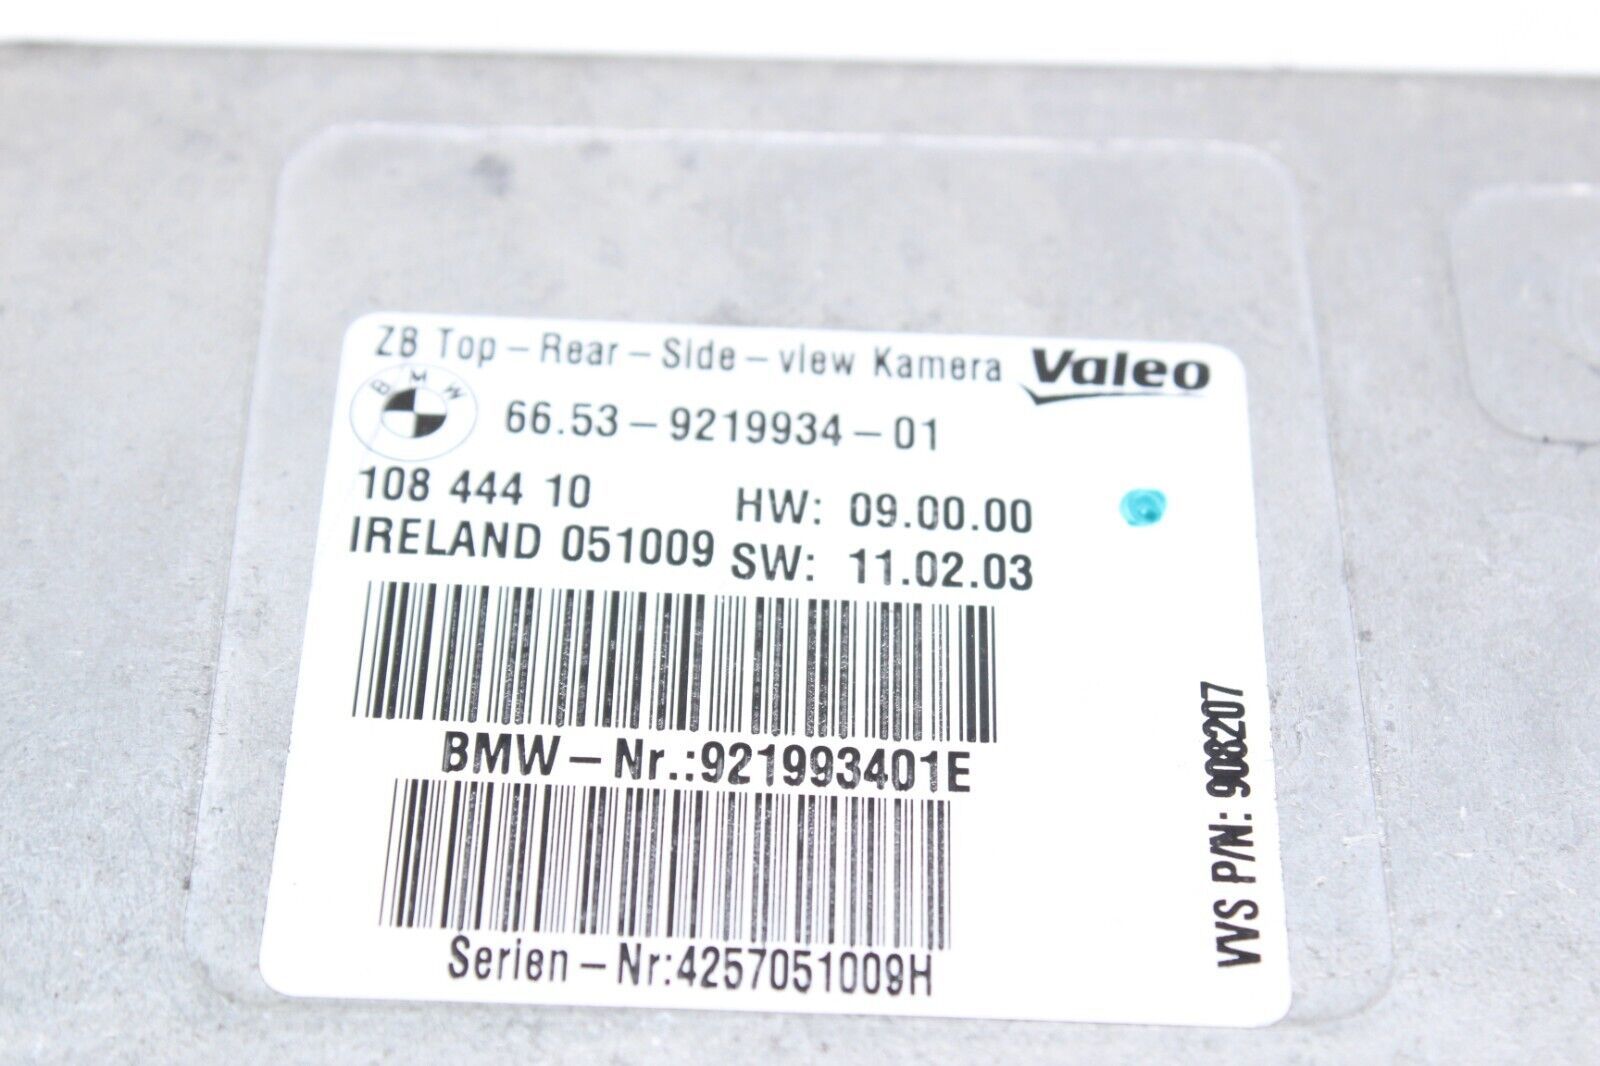 ZB Top-Rear-Side-view Kamera
Valeo
BMW
66.53-9219934-01
108 444 10
HW: 09.00.00
IRELAND 051009
SW: 11.02.03
BMW-Nr.:921993401E
Serien-Nr:4257051009H
VVS P/N: 908207